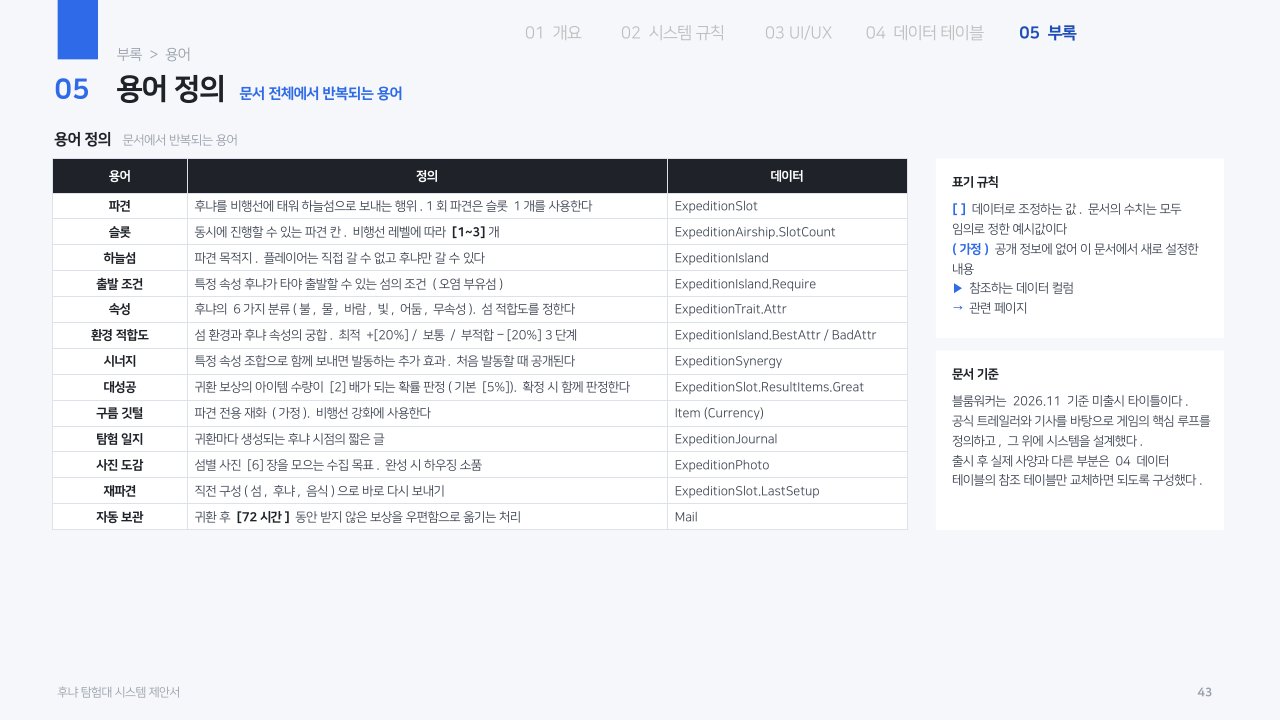 01 개요 02 시스템 규칙 03 UI/UX 04 데이터 테이블 05 부록
부록 > 용어
05 용어 정의 문서 전체에서 반복되는 용어
용어 정의 문서에서 반복되는 용어
용어 정의 데이터
파견 후냐를 비행선에 태워 하늘섬으로 보내는 행위 . 1 회 파견은 슬롯 1 개를 사용한다 ExpeditionSlot
슬롯 동시에 진행할 수 있는 파견 칸 . 비행선 레벨에 따라 [1~3] 개 ExpeditionAirship.SlotCount
하늘섬 파견 목적지 . 플레이어는 직접 갈 수 없고 후냐만 갈 수 있다 ExpeditionIsland
출발 조건 특정 속성 후냐가 타야 출발할 수 있는 섬의 조건 ( 오염 부유섬 ) ExpeditionIsland.Require
속성 후냐의 6 가지 분류 ( 불 , 물 , 바람 , 빛 , 어둠 , 무속성 ). 섬 적합도를 정한다 ExpeditionTrait.Attr
환경 적합도 섬 환경과 후냐 속성의 궁합 . 최적 +[20%] / 보통 / 부적합 −[20%] 3 단계 ExpeditionIsland.BestAttr / BadAttr
시너지 특정 속성 조합으로 함께 보내면 발동하는 추가 효과 . 처음 발동할 때 공개된다 ExpeditionSynergy
대성공 귀환 보상의 아이템 수량이 [2] 배가 되는 확률 판정 ( 기본 [5%]). 확정 시 함께 판정한다 ExpeditionSlot.ResultItems.Great
구름 깃털 파견 전용 재화 ( 가정 ). 비행선 강화에 사용한다 Item (Currency)
탐험 일지 귀환마다 생성되는 후냐 시점의 짧은 글 ExpeditionJournal
사진 도감 섬별 사진 [6] 장을 모으는 수집 목표 . 완성 시 하우징 소품 ExpeditionPhoto
재파견 직전 구성 ( 섬 , 후냐 , 음식 ) 으로 바로 다시 보내기 ExpeditionSlot.LastSetup
자동 보관 귀환 후 [72 시간 ] 동안 받지 않은 보상을 우편함으로 옮기는 처리 Mail
표기 규칙
[ ] 데이터로 조정하는 값 . 문서의 수치는 모두
임의로 정한 예시값이다
( 가정 ) 공개 정보에 없어 이 문서에서 새로 설정한
내용
▶ 참조하는 데이터 컬럼
→ 관련 페이지
문서 기준
블룸워커는 2026.11 기준 미출시 타이틀이다 .
공식 트레일러와 기사를 바탕으로 게임의 핵심 루프를
정의하고 , 그 위에 시스템을 설계했다 .
출시 후 실제 사양과 다른 부분은 04 데이터
테이블의 참조 테이블만 교체하면 되도록 구성했다 .
후냐 탐험대 시스템 제안서
43